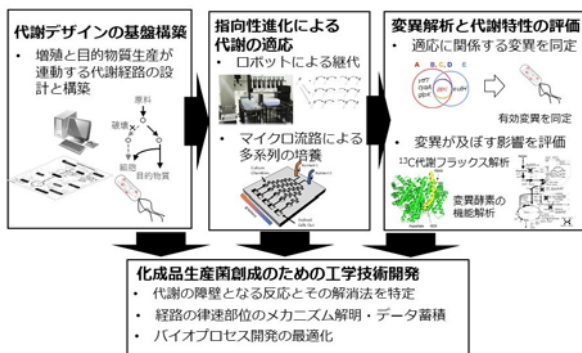 代謝デザインの基盤構築
• 増殖と目的物質生産が
連動する代謝経路の設
計と構築
原料
破壊
細胞
目的物質
指向性進化による
代謝の適応
• ロボットによる継代
• マイクロ流路による
多系列の培養
変異解析と代謝特性の評価
• 適応に関係する変異を同定
A B, C, D E
有効変異を同定
• 変異が及ぼす影響を評価
¹³C代謝フラックス解析
変異酵素の
機能解析
化成品生産菌創成のための工学技術開発
• 代謝の障壁となる反応とその解消法を特定
• 経路の律速部位のメカニズム解明・データ蓄積
• バイオプロセス開発の最適化